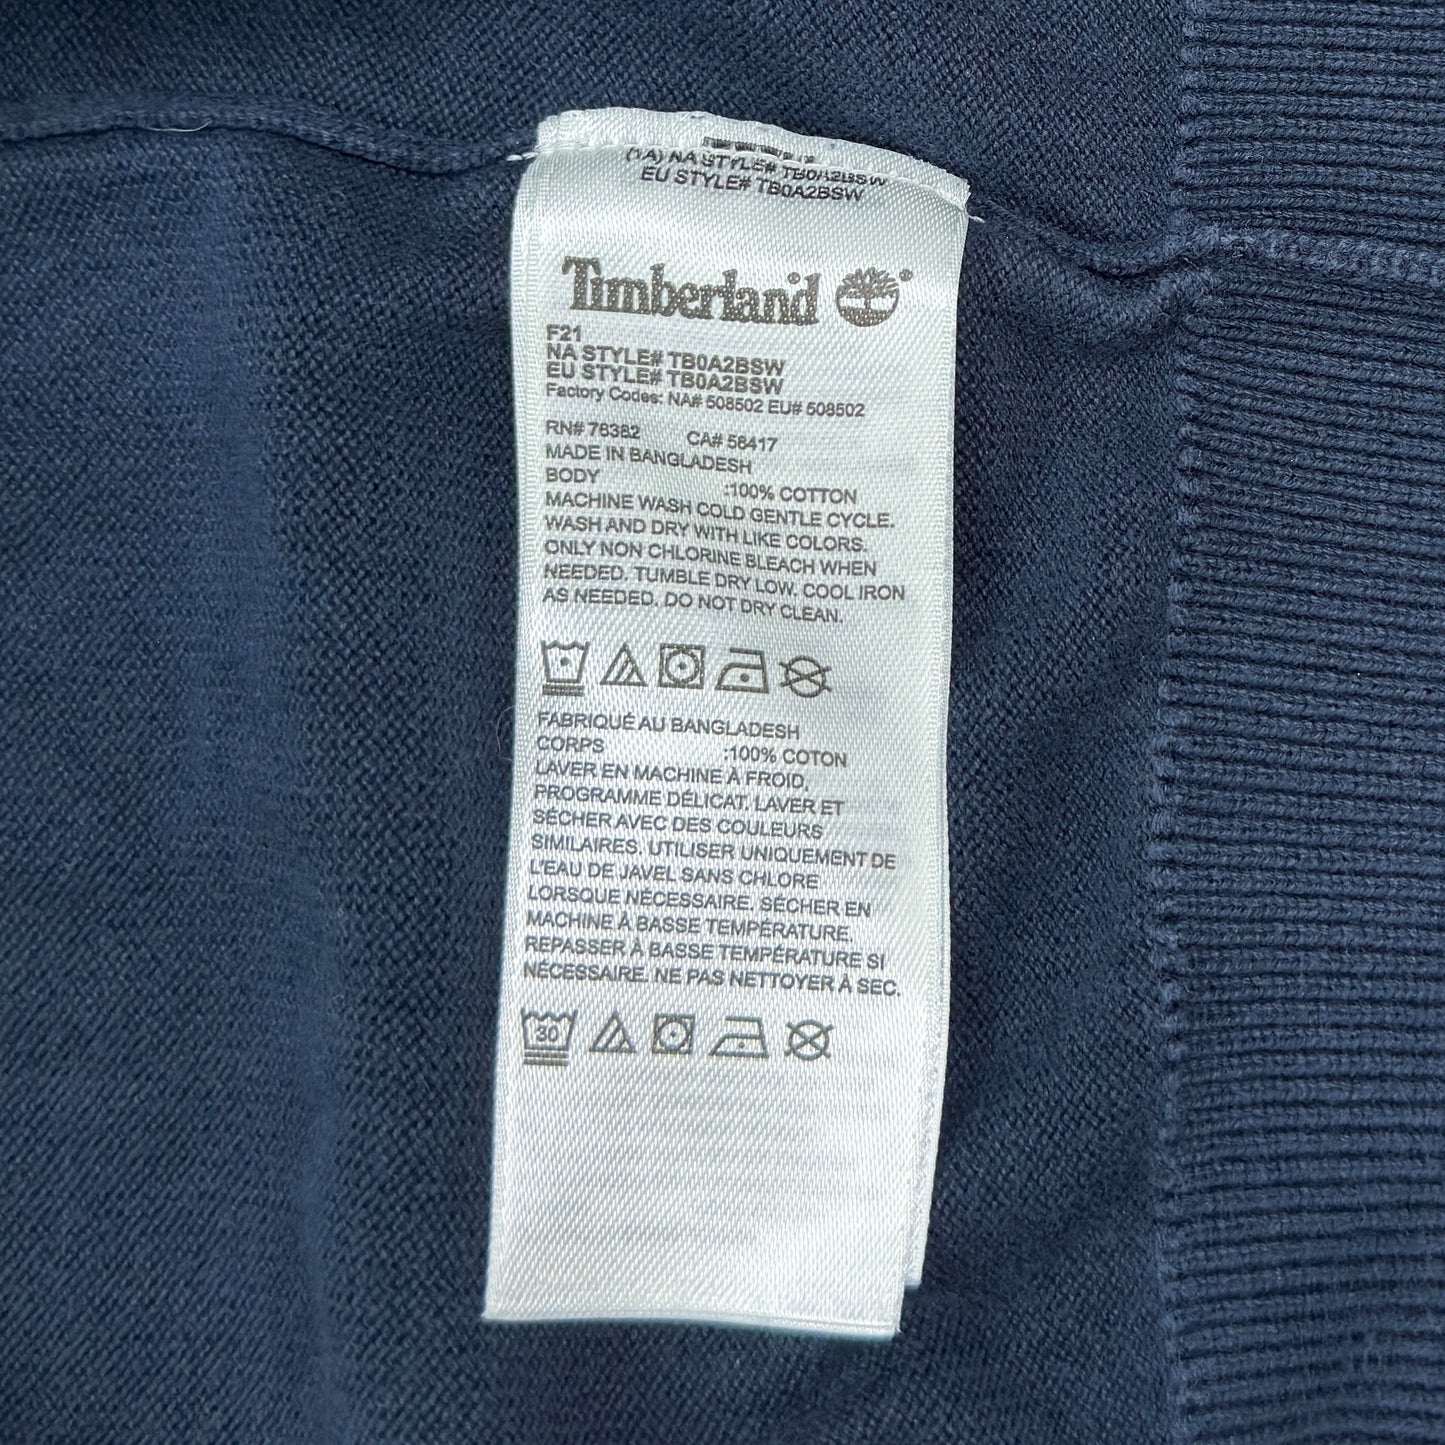 (1A) NA STYLE# TB0A2BSW
EU STYLE# TB0A2BSW
Timberland ®
F21
NA STYLE# TB0A2BSW
EU STYLE# TB0A2BSW
Factory Codes: NA# 508502 EU# 508502
RN# 76382 CA# 58417
MADE IN BANGLADESH
BODY :100% COTTON
MACHINE WASH COLD GENTLE CYCLE.
WASH AND DRY WITH LIKE COLORS.
ONLY NON CHLORINE BLEACH WHEN
NEEDED. TUMBLE DRY LOW. COOL IRON
AS NEEDED. DO NOT DRY CLEAN.
FABRIQUÉ AU BANGLADESH
CORPS :100% COTON
LAVER EN MACHINE À FROID,
PROGRAMME DÉLICAT. LAVER ET
SÉCHER AVEC DES COULEURS
SIMILAIRES. UTILISER UNIQUEMENT DE
L'EAU DE JAVEL SANS CHLORE
LORSQUE NÉCESSAIRE. SÉCHER EN
MACHINE À BASSE TEMPÉRATURE.
REPASSER À BASSE TEMPÉRATURE SI
NÉCESSAIRE. NE PAS NETTOYER À SEC.
30